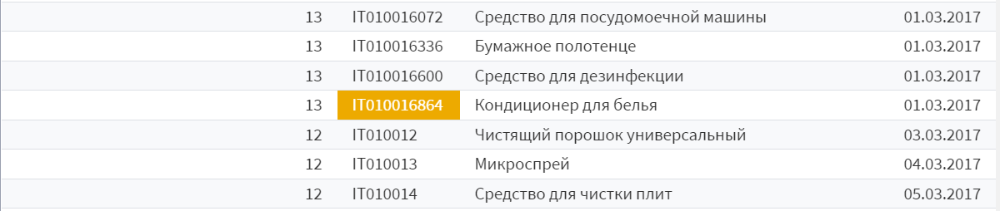 13 IT010016072 Средство для посудомоечной машины 01.03.2017
13 IT010016336 Бумажное полотенце 01.03.2017
13 IT010016600 Средство для дезинфекции 01.03.2017
13 IT010016864 Кондиционер для белья 01.03.2017
12 IT010012 Чистящий порошок универсальный 03.03.2017
12 IT010013 Микроспрей 04.03.2017
12 IT010014 Средство для чистки плит 05.03.2017